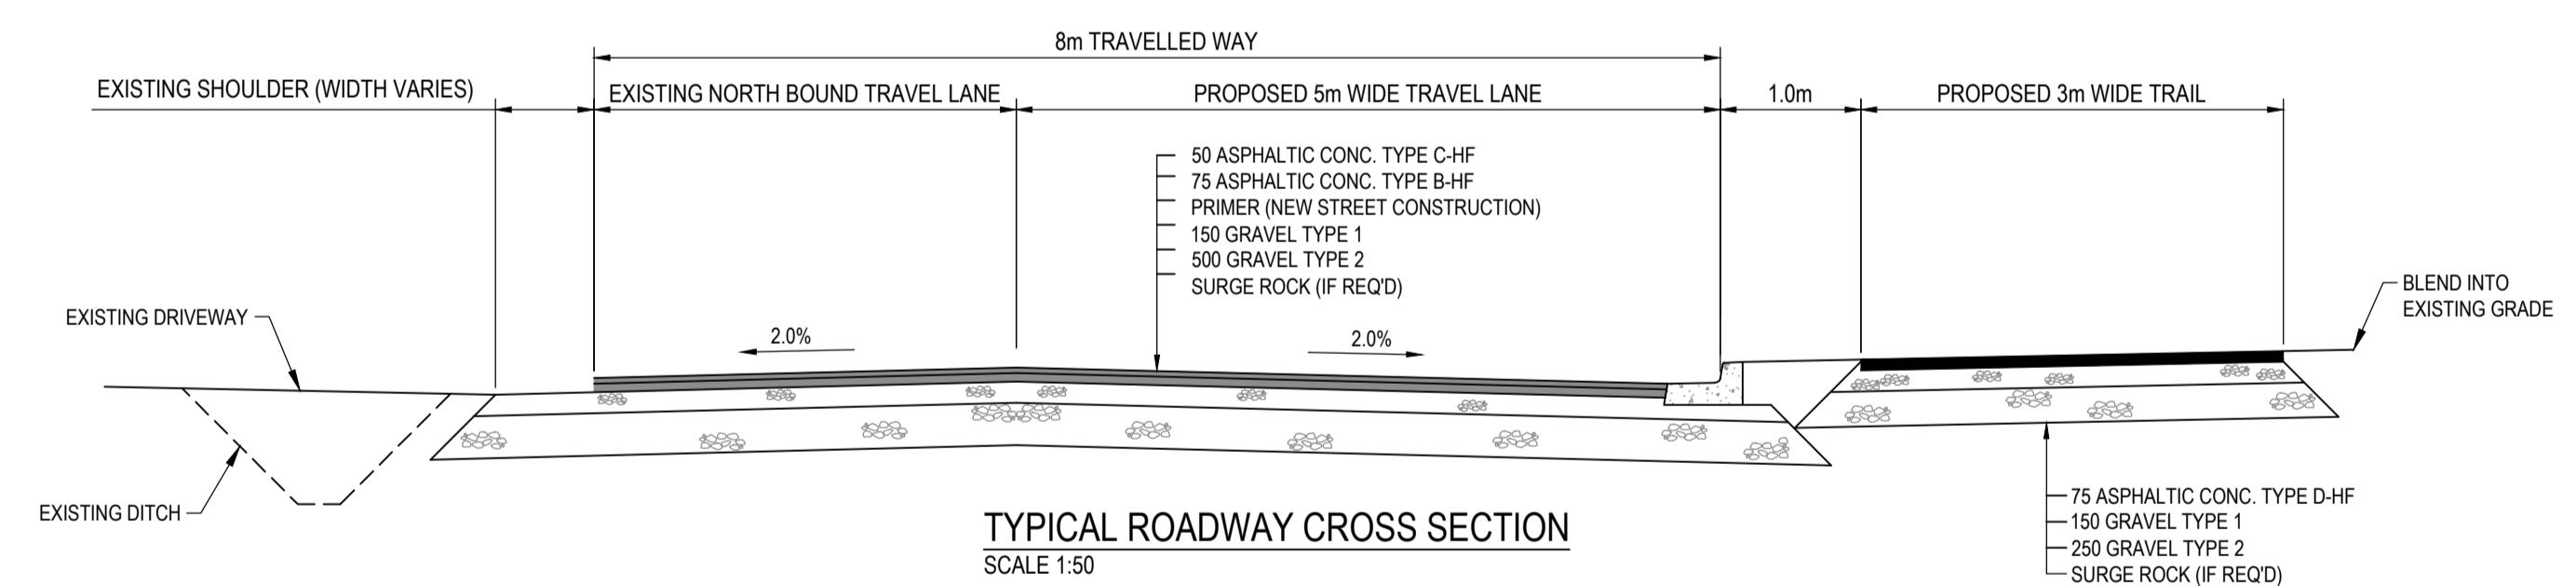 8m TRAVELLED WAY
EXISTING SHOULDER (WIDTH VARIES)
EXISTING NORTH BOUND TRAVEL LANE
PROPOSED 5m WIDE TRAVEL LANE
1.0m
PROPOSED 3m WIDE TRAIL
50 ASPHALTIC CONC. TYPE C-HF
75 ASPHALTIC CONC. TYPE B-HF
PRIMER (NEW STREET CONSTRUCTION)
150 GRAVEL TYPE 1
500 GRAVEL TYPE 2
SURGE ROCK (IF REQ'D)
BLEND INTO
EXISTING GRADE
EXISTING DRIVEWAY
2.0%
2.0%
EXISTING DITCH
75 ASPHALTIC CONC. TYPE D-HF
150 GRAVEL TYPE 1
250 GRAVEL TYPE 2
SURGE ROCK (IF REQ'D)
TYPICAL ROADWAY CROSS SECTION
SCALE 1:50